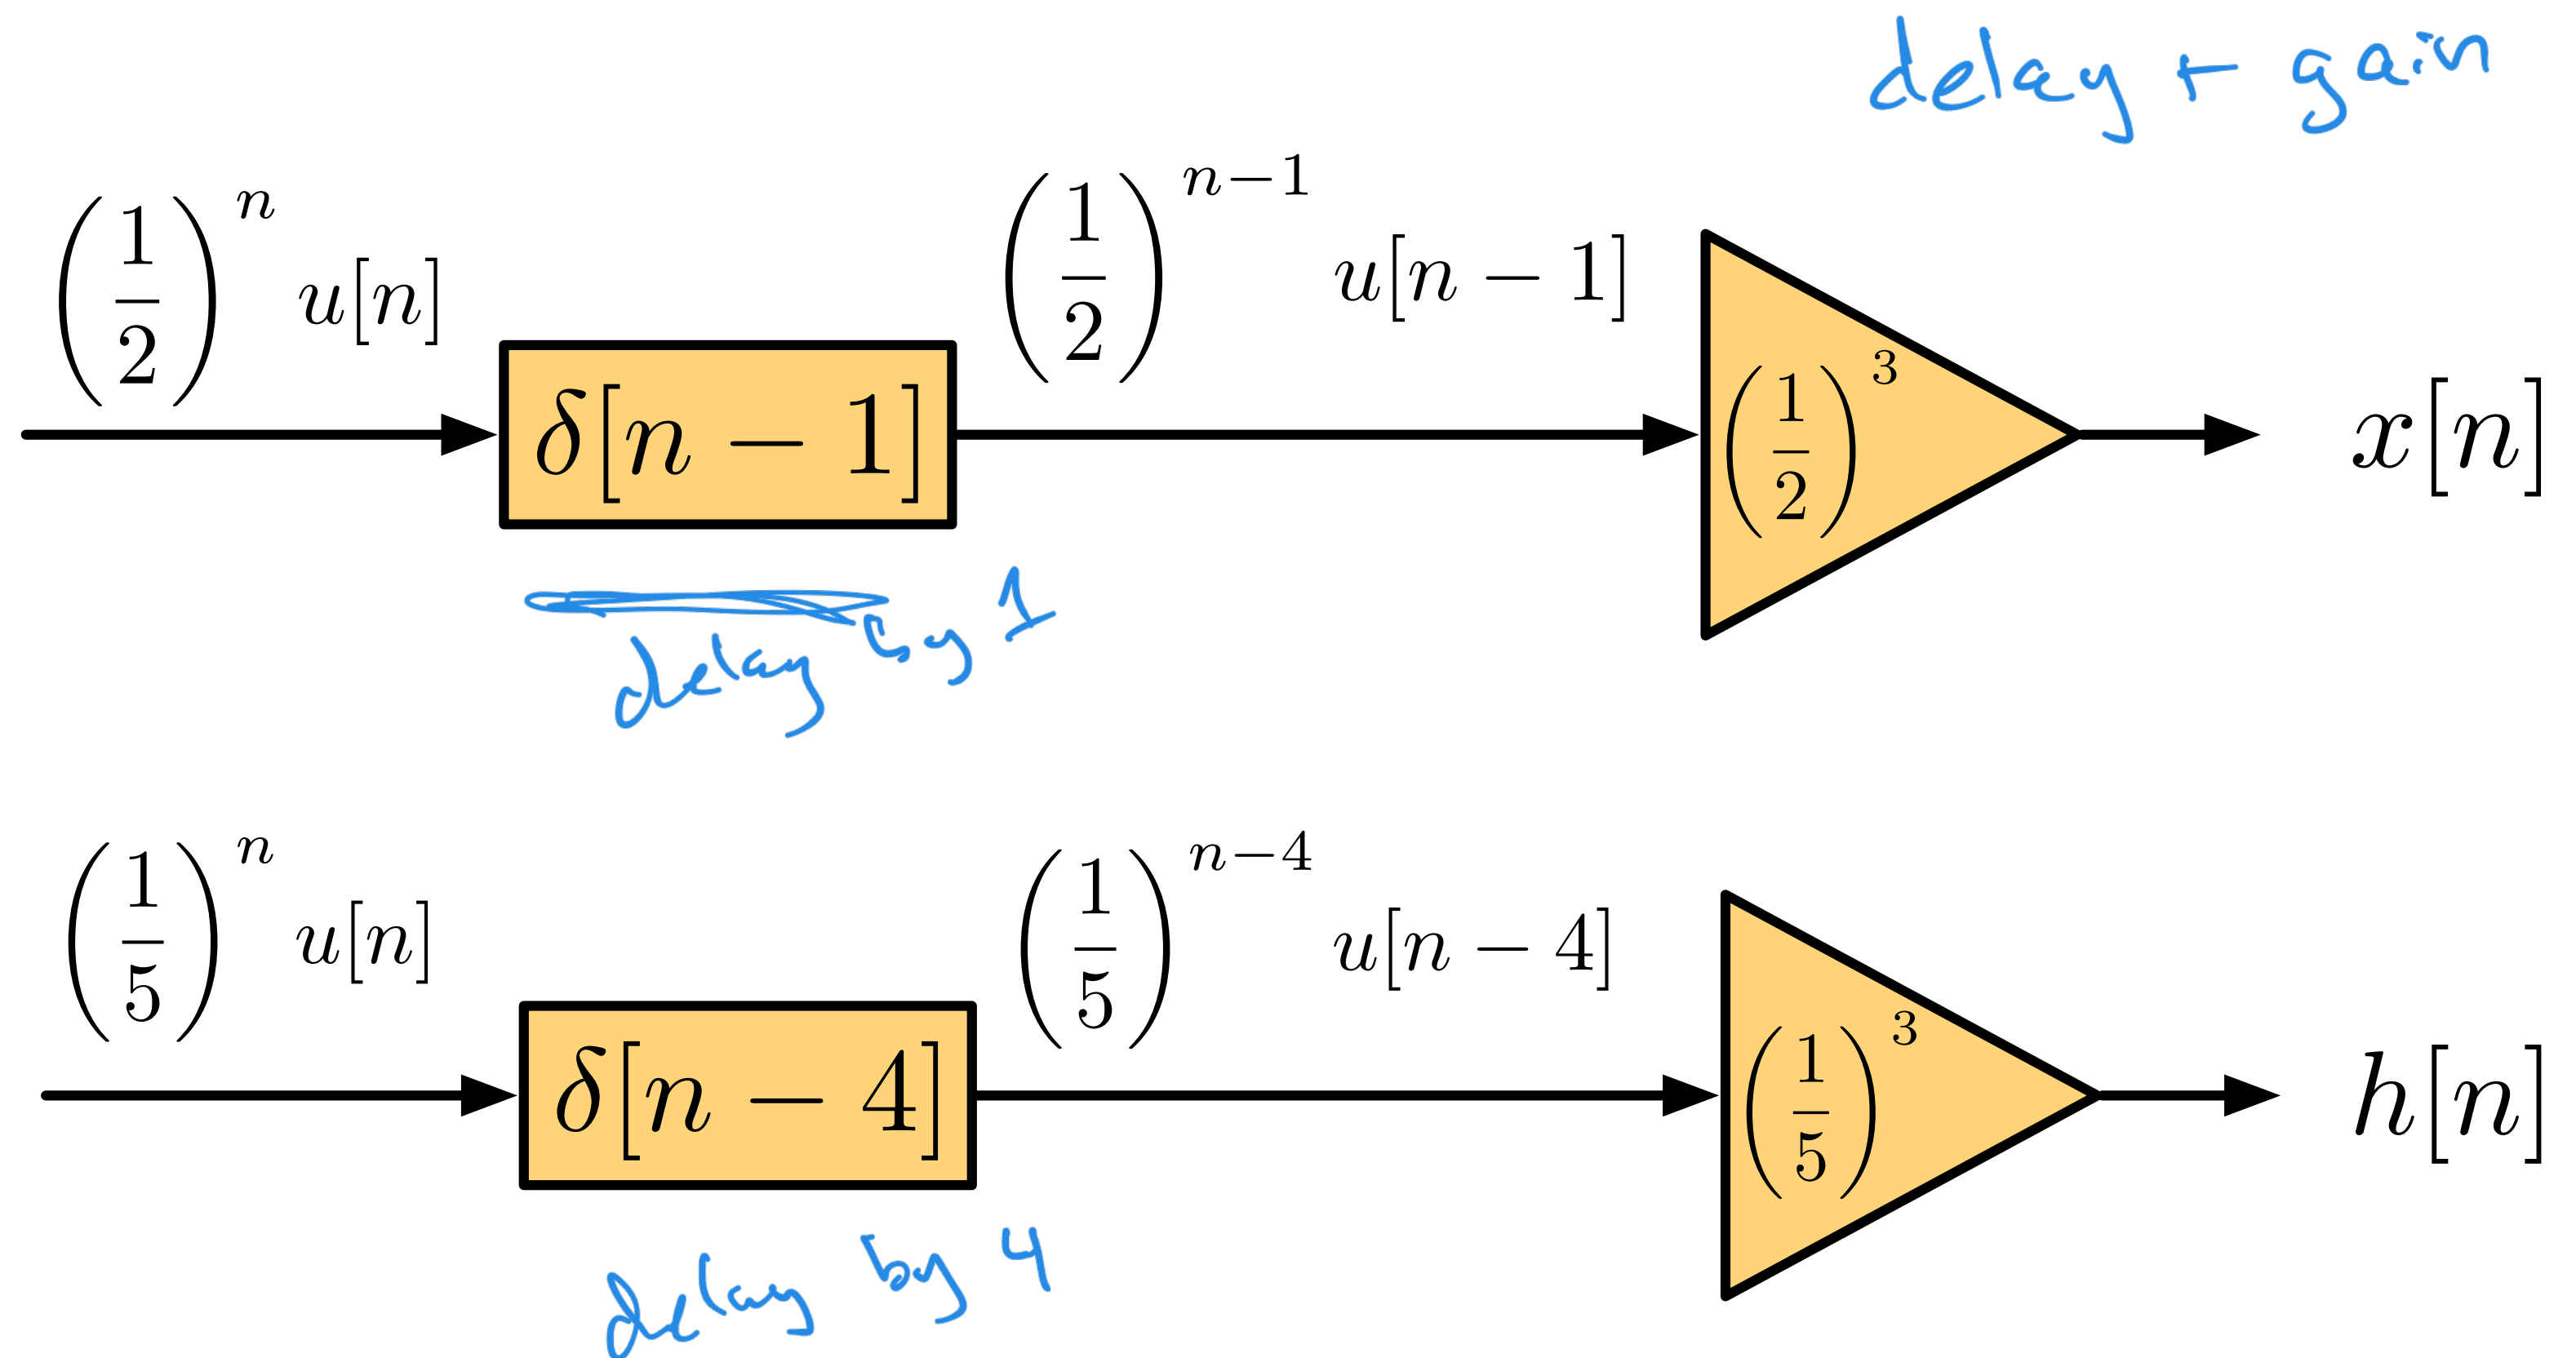 delay + gain
(1/2)^n u[n]
(1/2)^{n-1} u[n-1]
δ[n-1]
(1/2)^3
x[n]
delay by 1
(1/5)^n u[n]
(1/5)^{n-4} u[n-4]
δ[n-4]
(1/5)^3
h[n]
delay by 4